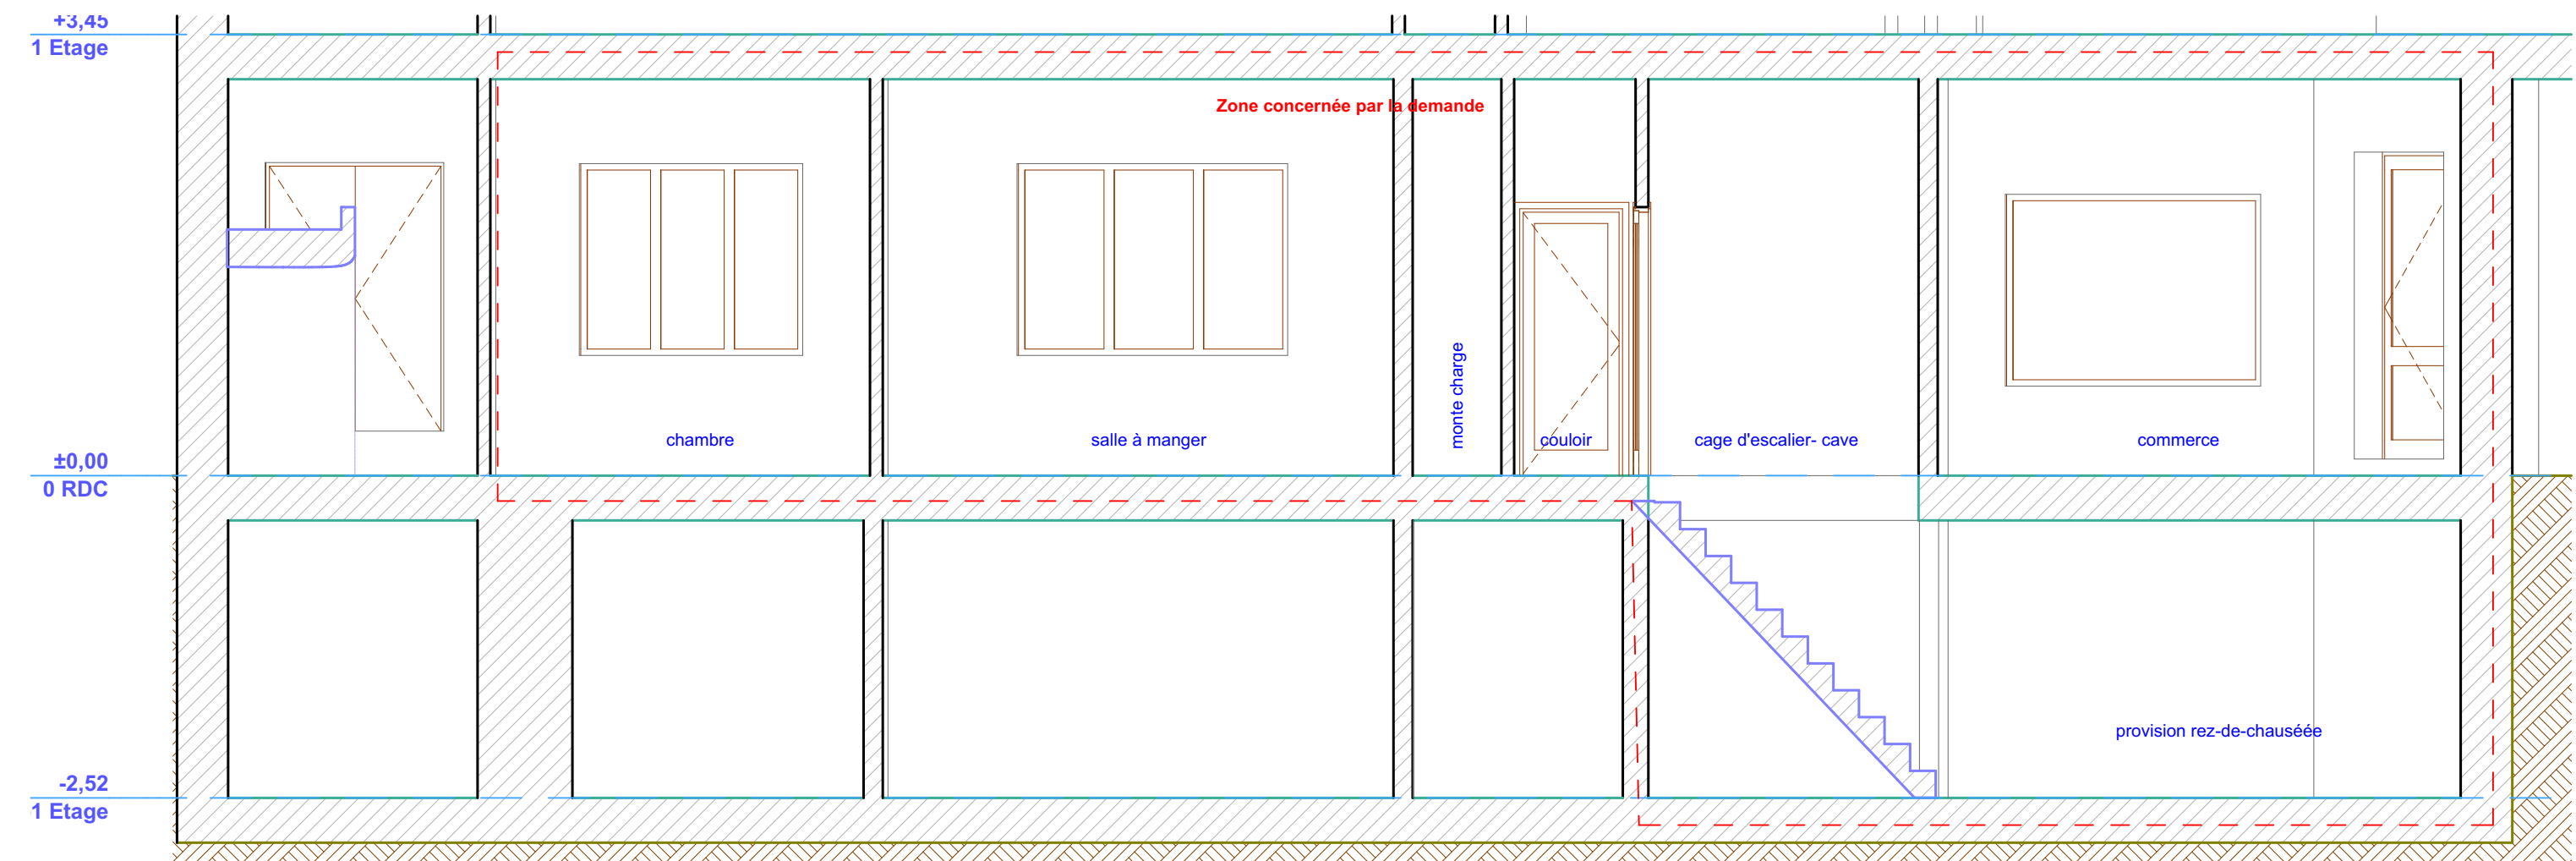 +3,45
1 Etage
Zone concernée par la demande
monte charge
chambre
salle à manger
couloir
cage d'escalier- cave
commerce
±0,00
0 RDC
provision rez-de-chauséée
-2,52
1 Etage